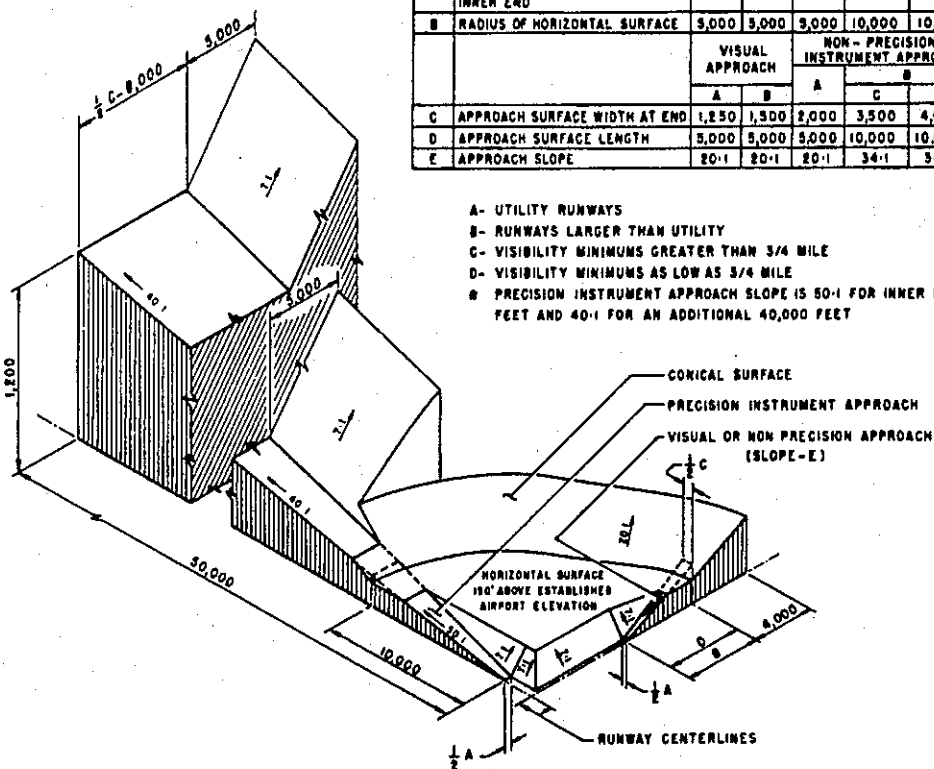 INNER END
B RADIUS OF HORIZONTAL SURFACE 5,000 5,000 5,000 10,000 10,
VISUAL APPROACH
NON-PRECISION INSTRUMENT APPRO
A B A B
C
C APPROACH SURFACE WIDTH AT END 1,250 1,500 2,000 3,500 4,
D APPROACH SURFACE LENGTH 5,000 5,000 5,000 10,000 10,
E APPROACH SLOPE 20:1 20:1 20:1 34:1 3
A- UTILITY RUNWAYS
B- RUNWAYS LARGER THAN UTILITY
C- VISIBILITY MINIMUMS GREATER THAN 3/4 MILE
D- VISIBILITY MINIMUMS AS LOW AS 3/4 MILE
* PRECISION INSTRUMENT APPROACH SLOPE IS 50:1 FOR INNER
FEET AND 40:1 FOR AN ADDITIONAL 40,000 FEET
5,000
1/2 C-8,000
7:1
40:1
5,000
1,200
7:1
40:1
CONICAL SURFACE
PRECISION INSTRUMENT APPROACH
VISUAL OR NON PRECISION APPROACH
(SLOPE-E)
1/2 C
20:1
HORIZONTAL SURFACE
150' ABOVE ESTABLISHED
AIRPORT ELEVATION
50:1
7:1
7:1
7:1
7:1
50,000
10,000
4,000
D
B
1/2 A
1/2 A
RUNWAY CENTERLINES